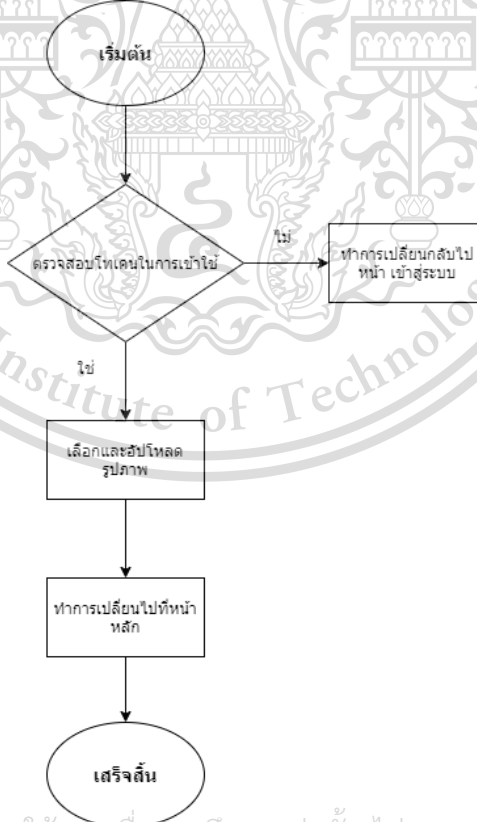 เริ่มต้น
ตรวจสอบโทเคนในการเข้าใช้
ไม่
ทำการเปลี่ยนกลับไป
หน้า เข้าสู่ระบบ
ใช่
Institute of Technolo
เลือกและอัปโหลด
รูปภาพ
ทำการเปลี่ยนไปที่หน้า
หลัก
เสร็จสิ้น